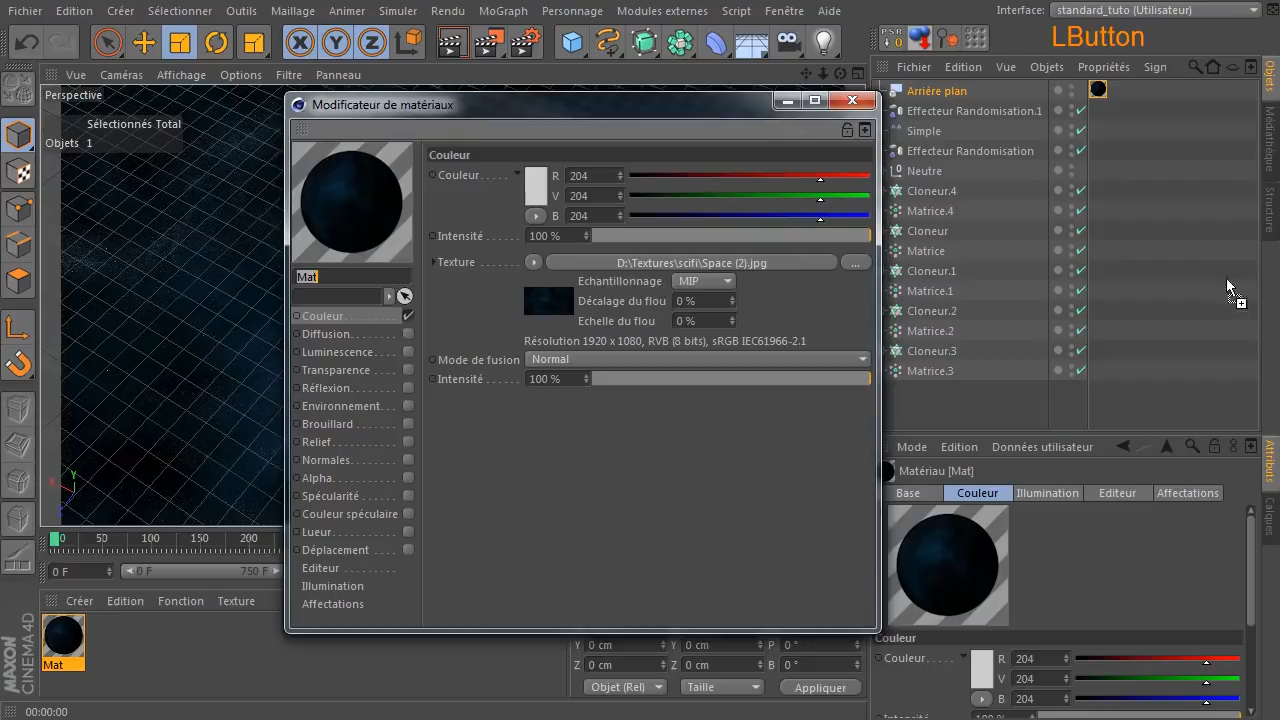 Fichier Edition Créer Sélectionner Outils Maillage Animer Simuler Rendu MoGraph Personnage Modules externes Script Fenêtre Aide Interface: standard_tuto (Utilisateur)
X Y Z PSR 0 LButton
Vue Caméras Affichage Options Filtre Panneau
Fichier Edition Vue Objets Propriétés Sign
Perspective
Sélectionnés Total
Objets 1
Modificateur de matériaux
Couleur
Couleur R 204
V 204
B 204
Intensité 100 %
Texture D:\Textures\scifi\Space (2).jpg ...
Echantillonnage MIP
Décalage du flou 0 %
Echelle du flou 0 %
Résolution 1920 x 1080, RVB (8 bits), sRGB IEC61966-2.1
Mode de fusion Normal
Intensité 100 %
Mat
Couleur
Diffusion
Luminescence
Transparence
Réflexion
Environnement
Brouillard
Relief
Normales
Alpha
Spécularité
Couleur spéculaire
Lueur
Déplacement
Editeur
Illumination
Affectations
Arrière plan
Effecteur Randomisation.1
Simple
Effecteur Randomisation
Neutre
Cloneur.4
Matrice.4
Cloneur
Matrice
Cloneur.1
Matrice.1
Cloneur.2
Matrice.2
Cloneur.3
Matrice.3
Objets
Médiathèque
Structure
Mode Edition Données utilisateur
Matériau [Mat]
Base Couleur Illumination Editeur Affectations
Couleur
Couleur R 204
V 204
B 204
Intensité 100 %
Attributs
Calques
X
Y
Z
0 50 100 150 200
0 F 0 F 750 F
Créer Edition Fonction Texture
Mat
Y 0 cm Y 0 cm P 0 °
Z 0 cm Z 0 cm B 0 °
Objet (Rel) Taille Appliquer
MAXON
CINEMA 4D
00:00:00